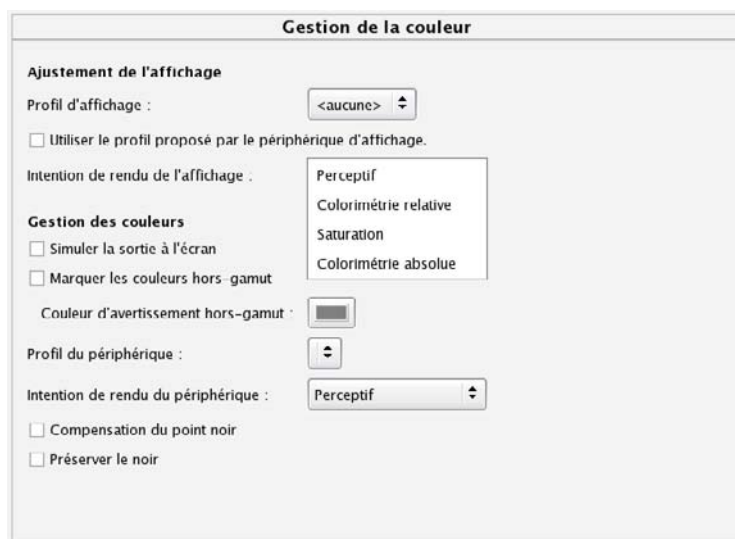 Gestion de la couleur
Ajustement de l'affichage
Profil d'affichage :
<aucune>
Utiliser le profil proposé par le périphérique d'affichage.
Intention de rendu de l'affichage :
Perceptif
Colorimétrie relative
Saturation
Colorimétrie absolue
Gestion des couleurs
Simuler la sortie à l'écran
Marquer les couleurs hors-gamut
Couleur d'avertissement hors-gamut :
Profil du périphérique :
Intention de rendu du périphérique :
Perceptif
Compensation du point noir
Préserver le noir